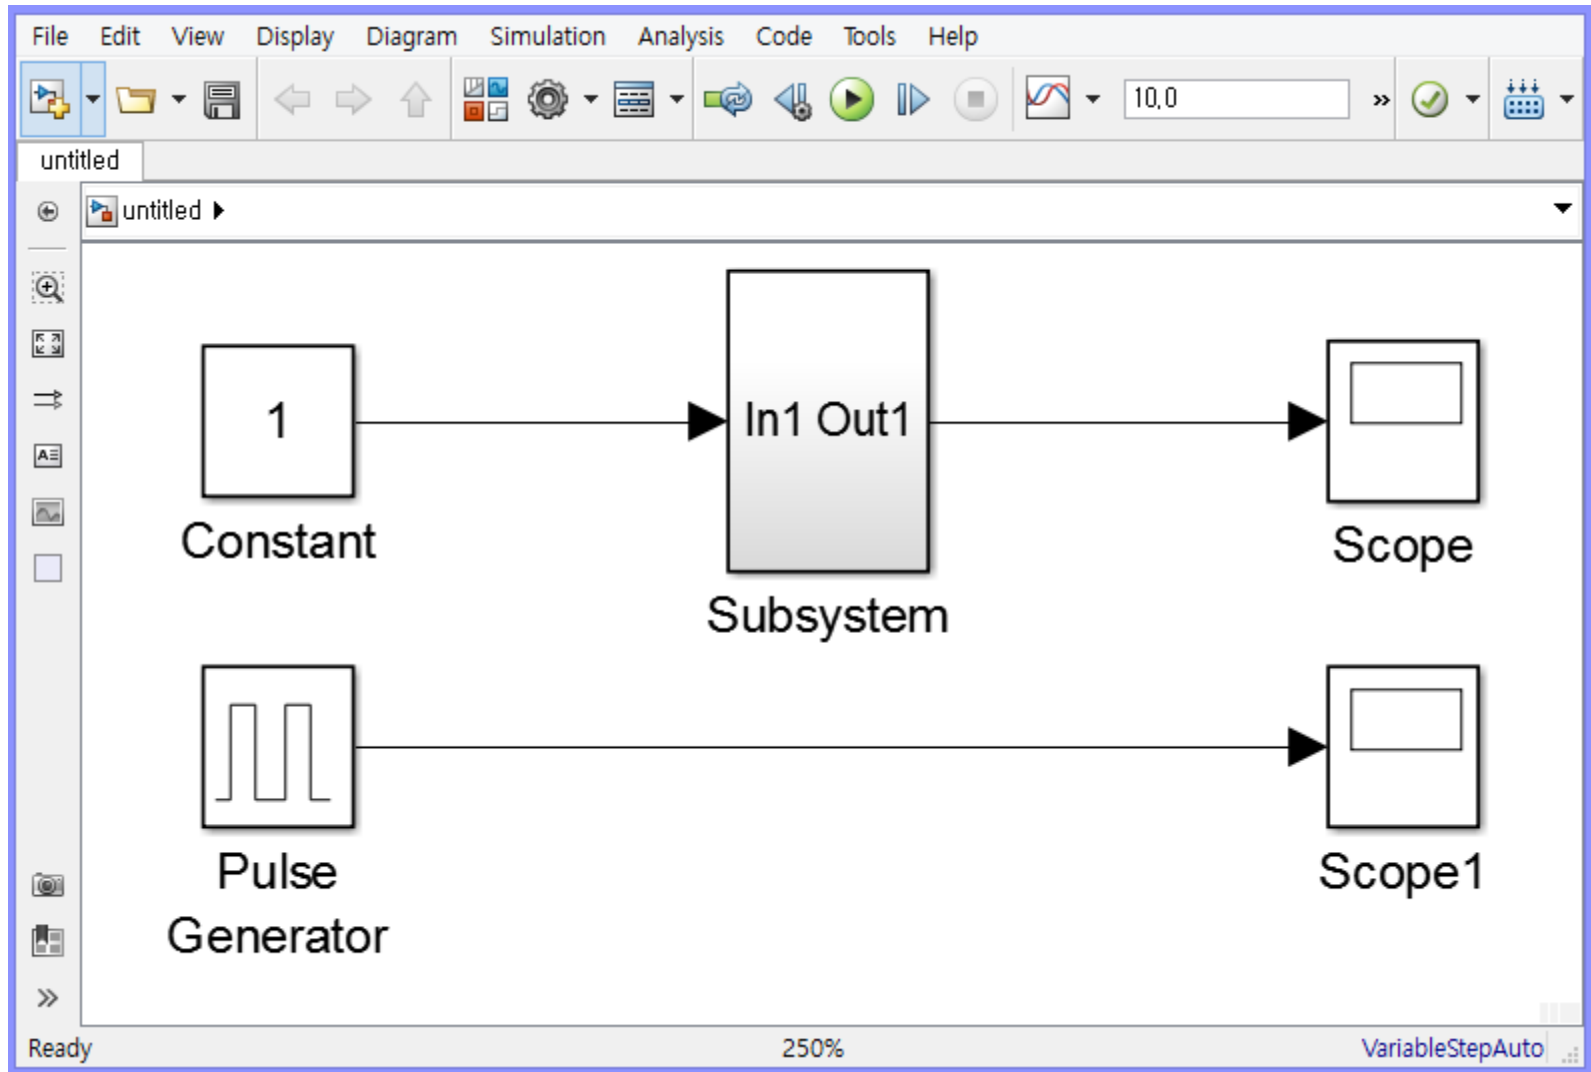 File Edit View Display Diagram Simulation Analysis Code Tools Help
10,0
untitled
untitled
1
In1 Out1
Constant
Scope
Subsystem
Pulse
Generator
Scope1
Ready 250% VariableStepAuto